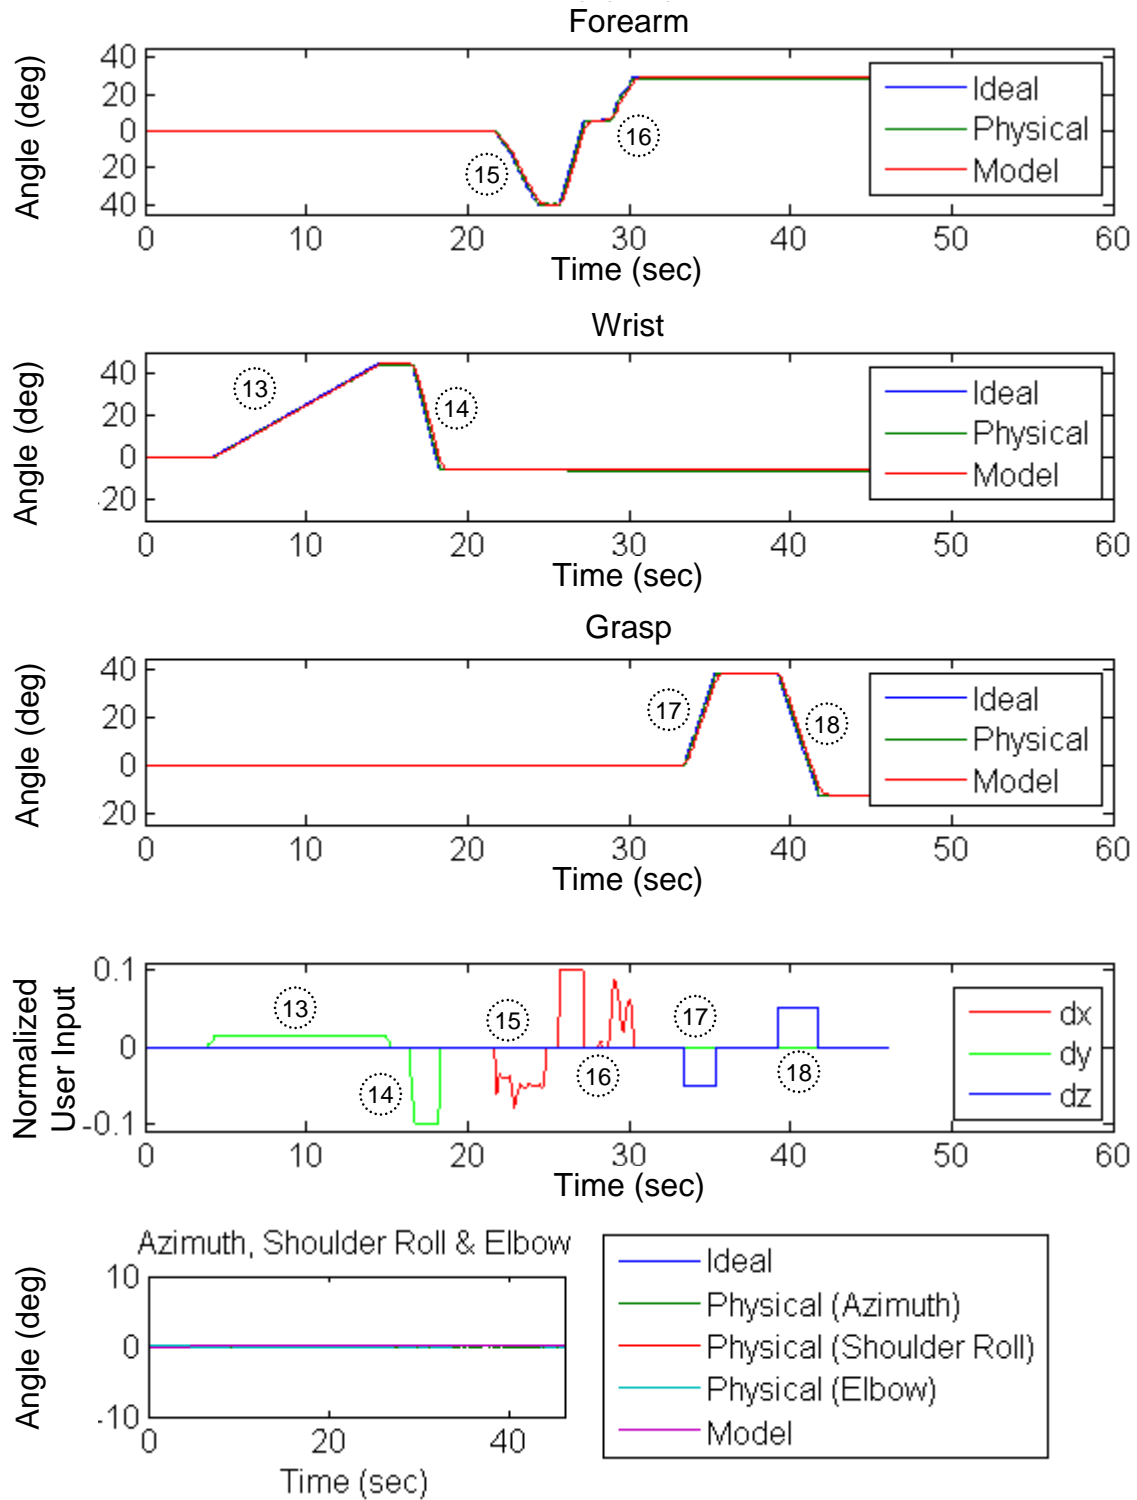 Forearm
Angle (deg)
40
20
0
20
40
0 10 20 30 40 50 60
Time (sec)
15
16
Ideal
Physical
Model
Wrist
Angle (deg)
40
20
0
-20
0 10 20 30 40 50 60
Time (sec)
13
14
Ideal
Physical
Model
Grasp
Angle (deg)
40
20
0
20
0 10 20 30 40 50 60
Time (sec)
17
18
Ideal
Physical
Model
Normalized
User Input
0.1
0
-0.1
0 10 20 30 40 50 60
Time (sec)
13
14
15
16
17
18
dx
dy
dz
Azimuth, Shoulder Roll & Elbow
Angle (deg)
10
0
-10
0 20 40
Time (sec)
Ideal
Physical (Azimuth)
Physical (Shoulder Roll)
Physical (Elbow)
Model